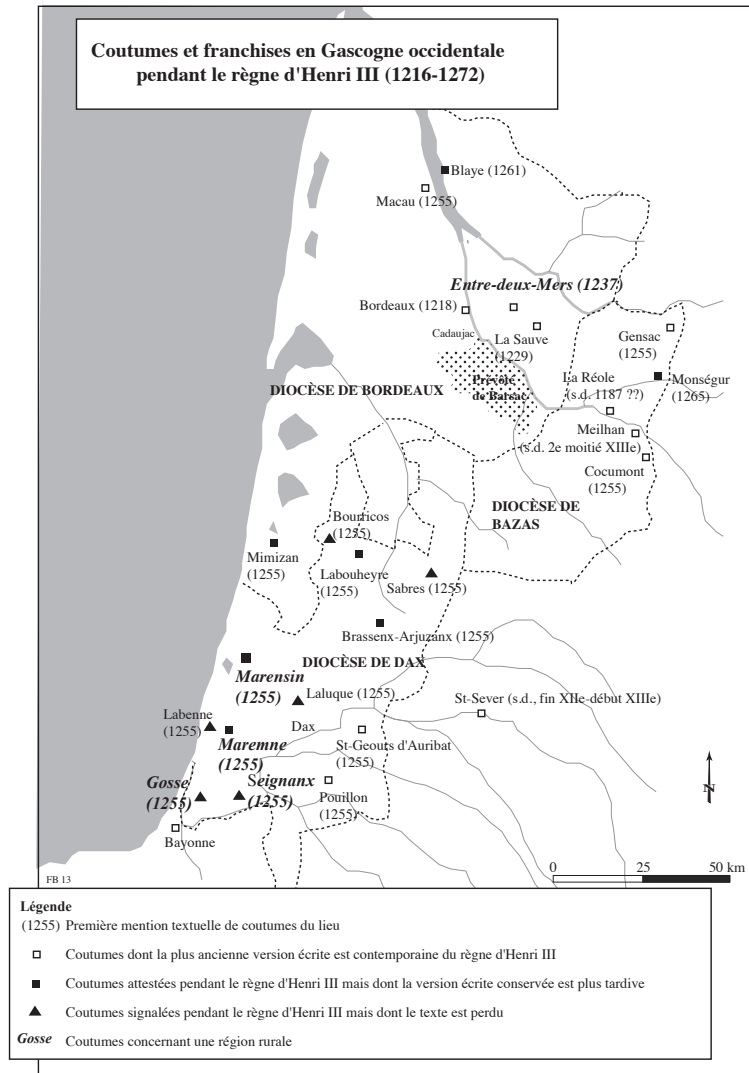 Coutumes et franchises en Gascogne occidentale
pendant le règne d'Henri III (1216-1272)
Blaye (1261)
Macau (1255)
Entre-deux-Mers (1237)
Bordeaux (1218)
Cadaujac
La Sauve
(1229)
Gensac
(1255)
Prévôté
de Barsac
La Réole
(s.d. 1187 ??)
Monségur
(1265)
DIOCÈSE DE BORDEAUX
Meilhan
(s.d. 2e moitié XIIIe)
Cocumont
(1255)
DIOCÈSE DE
BAZAS
Bourricos
(1255)
Mimizan
(1255)
Labouheyre
(1255)
Sabres (1255)
Brassenx-Arjuzanx (1255)
DIOCÈSE DE DAX
Marensin
(1255)
Laluque (1255)
St-Sever (s.d., fin XIIe-début XIIIe)
Labenne
(1255)
Dax
Maremne
(1255)
St-Geours d'Auribat
(1255)
Gosse
(1255)
Seignanx
(1255)
Pouillon
(1255)
Bayonne
N
FB 13
0 25 50 km
Légende
(1255) Première mention textuelle de coutumes du lieu
Coutumes dont la plus ancienne version écrite est contemporaine du règne d'Henri III
Coutumes attestées pendant le règne d'Henri III mais dont la version écrite conservée est plus tardive
Coutumes signalées pendant le règne d'Henri III mais dont le texte est perdu
Gosse Coutumes concernant une région rurale